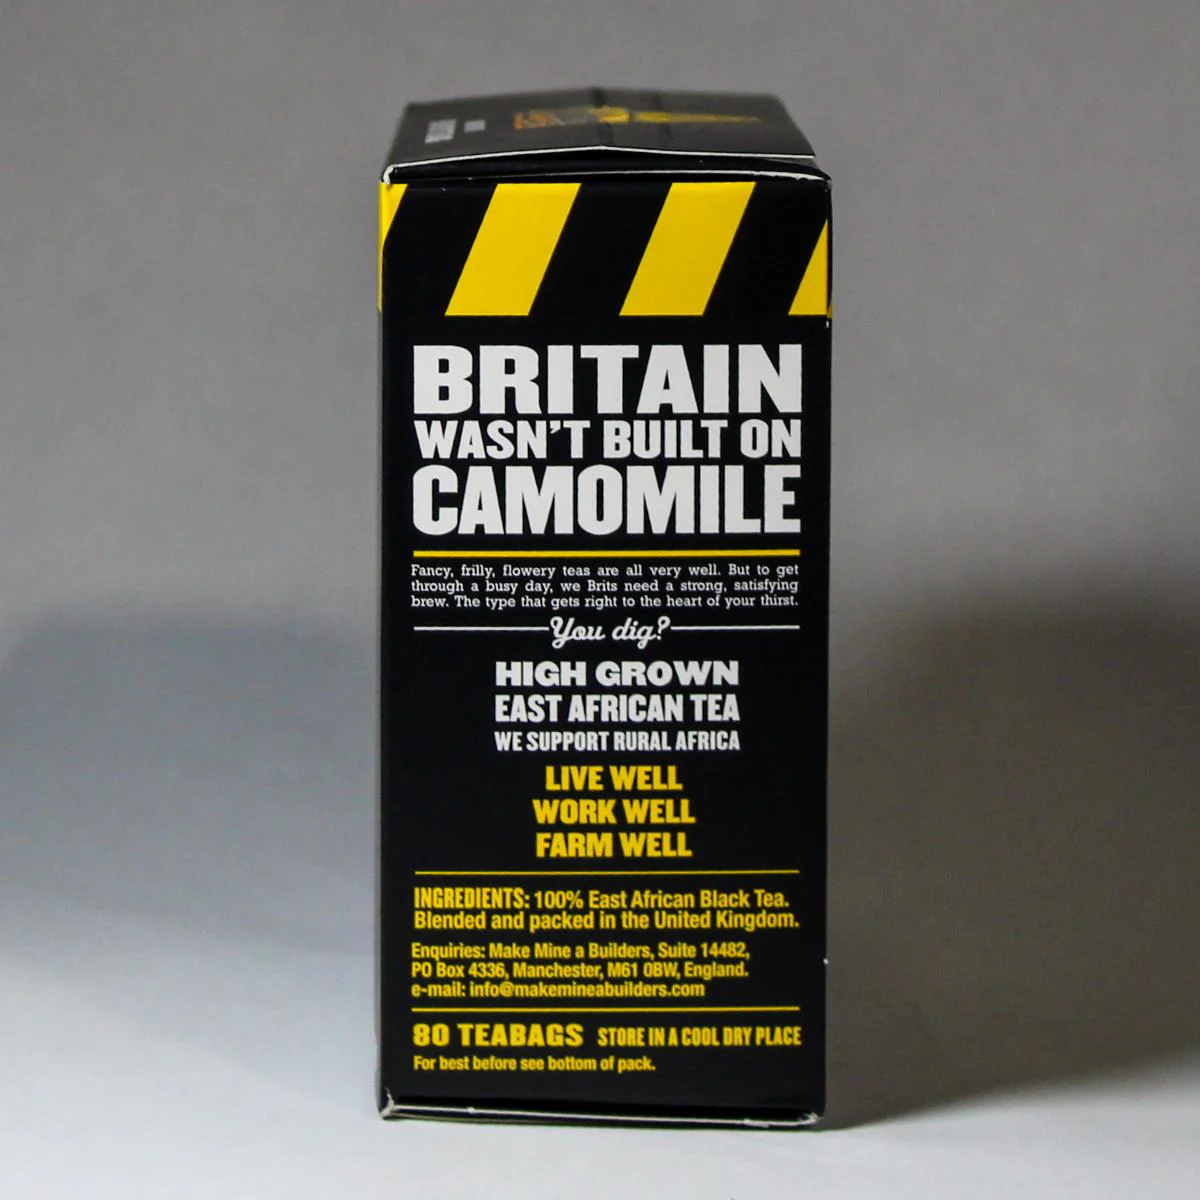 BRITAIN
WASN'T BUILT ON
CAMOMILE
Fancy, frilly, flowery teas are all very well. But to get
through a busy day, we Brits need a strong, satisfying
brew. The type that gets right to the heart of your thirst.
You dig?
HIGH GROWN
EAST AFRICAN TEA
WE SUPPORT RURAL AFRICA
LIVE WELL
WORK WELL
FARM WELL
INGREDIENTS: 100% East African Black Tea.
Blended and packed in the United Kingdom.
Enquiries: Make Mine a Builders, Suite 14482,
PO Box 4336, Manchester, M61 0BW, England.
e-mail: info@makemineabuilders.com
80 TEABAGS STORE IN A COOL DRY PLACE
For best before see bottom of pack.